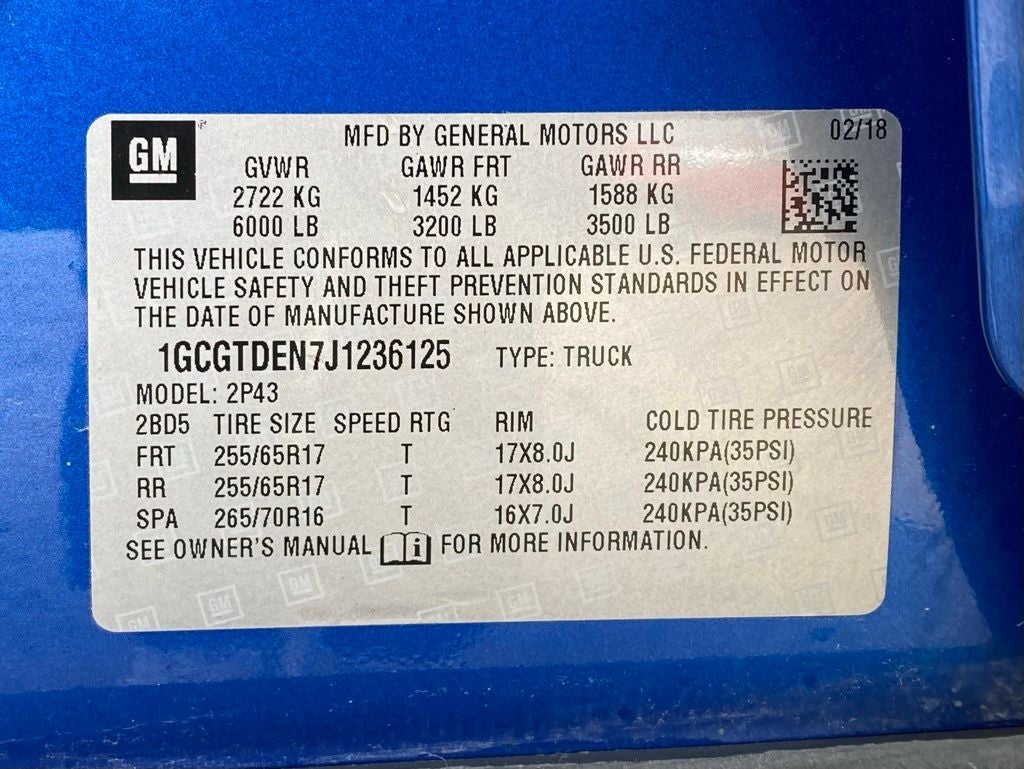 GM
MFD BY GENERAL MOTORS LLC 02/18
GVWR GAWR FRT GAWR RR
2722 KG 1452 KG 1588 KG
6000 LB 3200 LB 3500 LB
THIS VEHICLE CONFORMS TO ALL APPLICABLE U.S. FEDERAL MOTOR
VEHICLE SAFETY AND THEFT PREVENTION STANDARDS IN EFFECT ON
THE DATE OF MANUFACTURE SHOWN ABOVE.
1GCGTDEN7J1236125 TYPE: TRUCK
MODEL: 2P43
2BD5 TIRE SIZE SPEED RTG RIM COLD TIRE PRESSURE
FRT 255/65R17 T 17X8.0J 240KPA(35PSI)
RR 255/65R17 T 17X8.0J 240KPA(35PSI)
SPA 265/70R16 T 16X7.0J 240KPA(35PSI)
SEE OWNER'S MANUAL i FOR MORE INFORMATION.